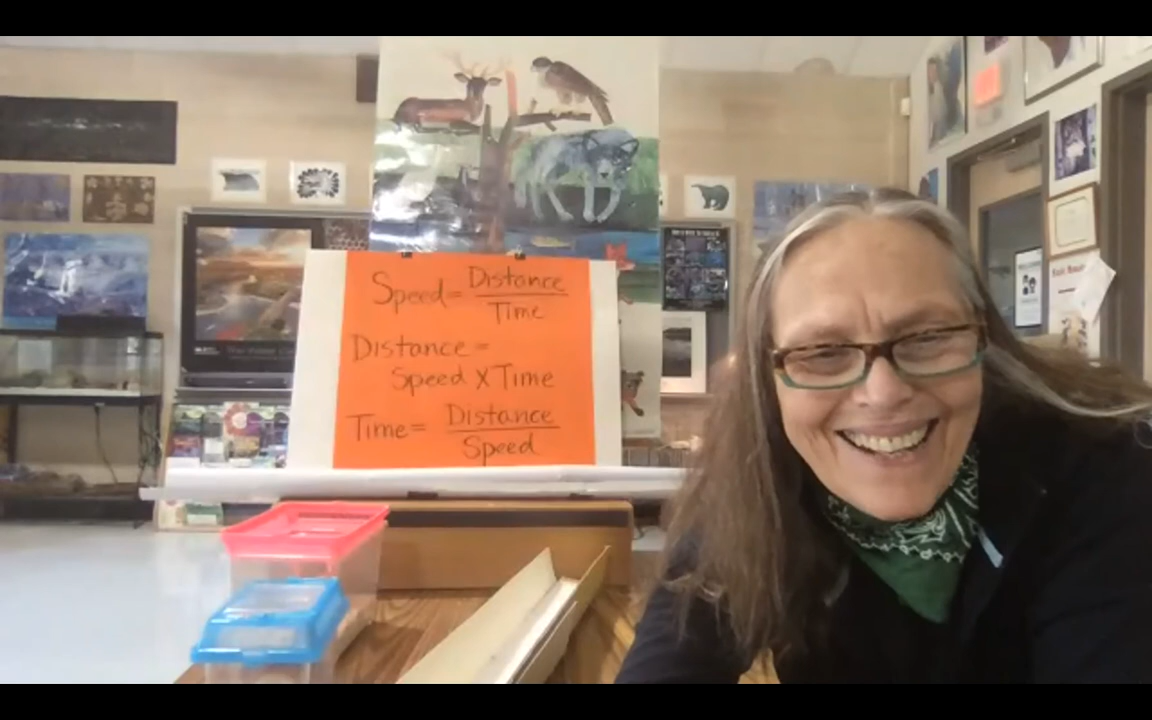 Speed = Distance
Time
Distance =
Speed X Time
Time = Distance
Speed